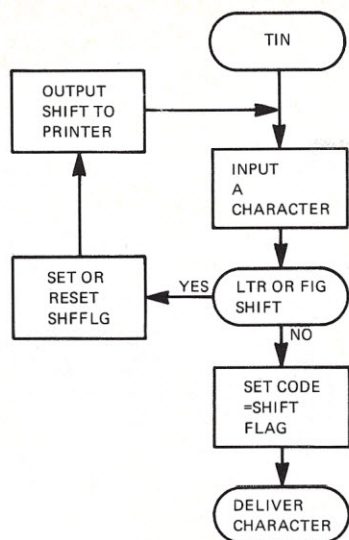 TIN
OUTPUT
SHIFT TO
PRINTER
INPUT
A
CHARACTER
SET OR
RESET
SHFFLG
YES
LTR OR FIG
SHIFT
NO
SET CODE
=SHIFT
FLAG
DELIVER
CHARACTER